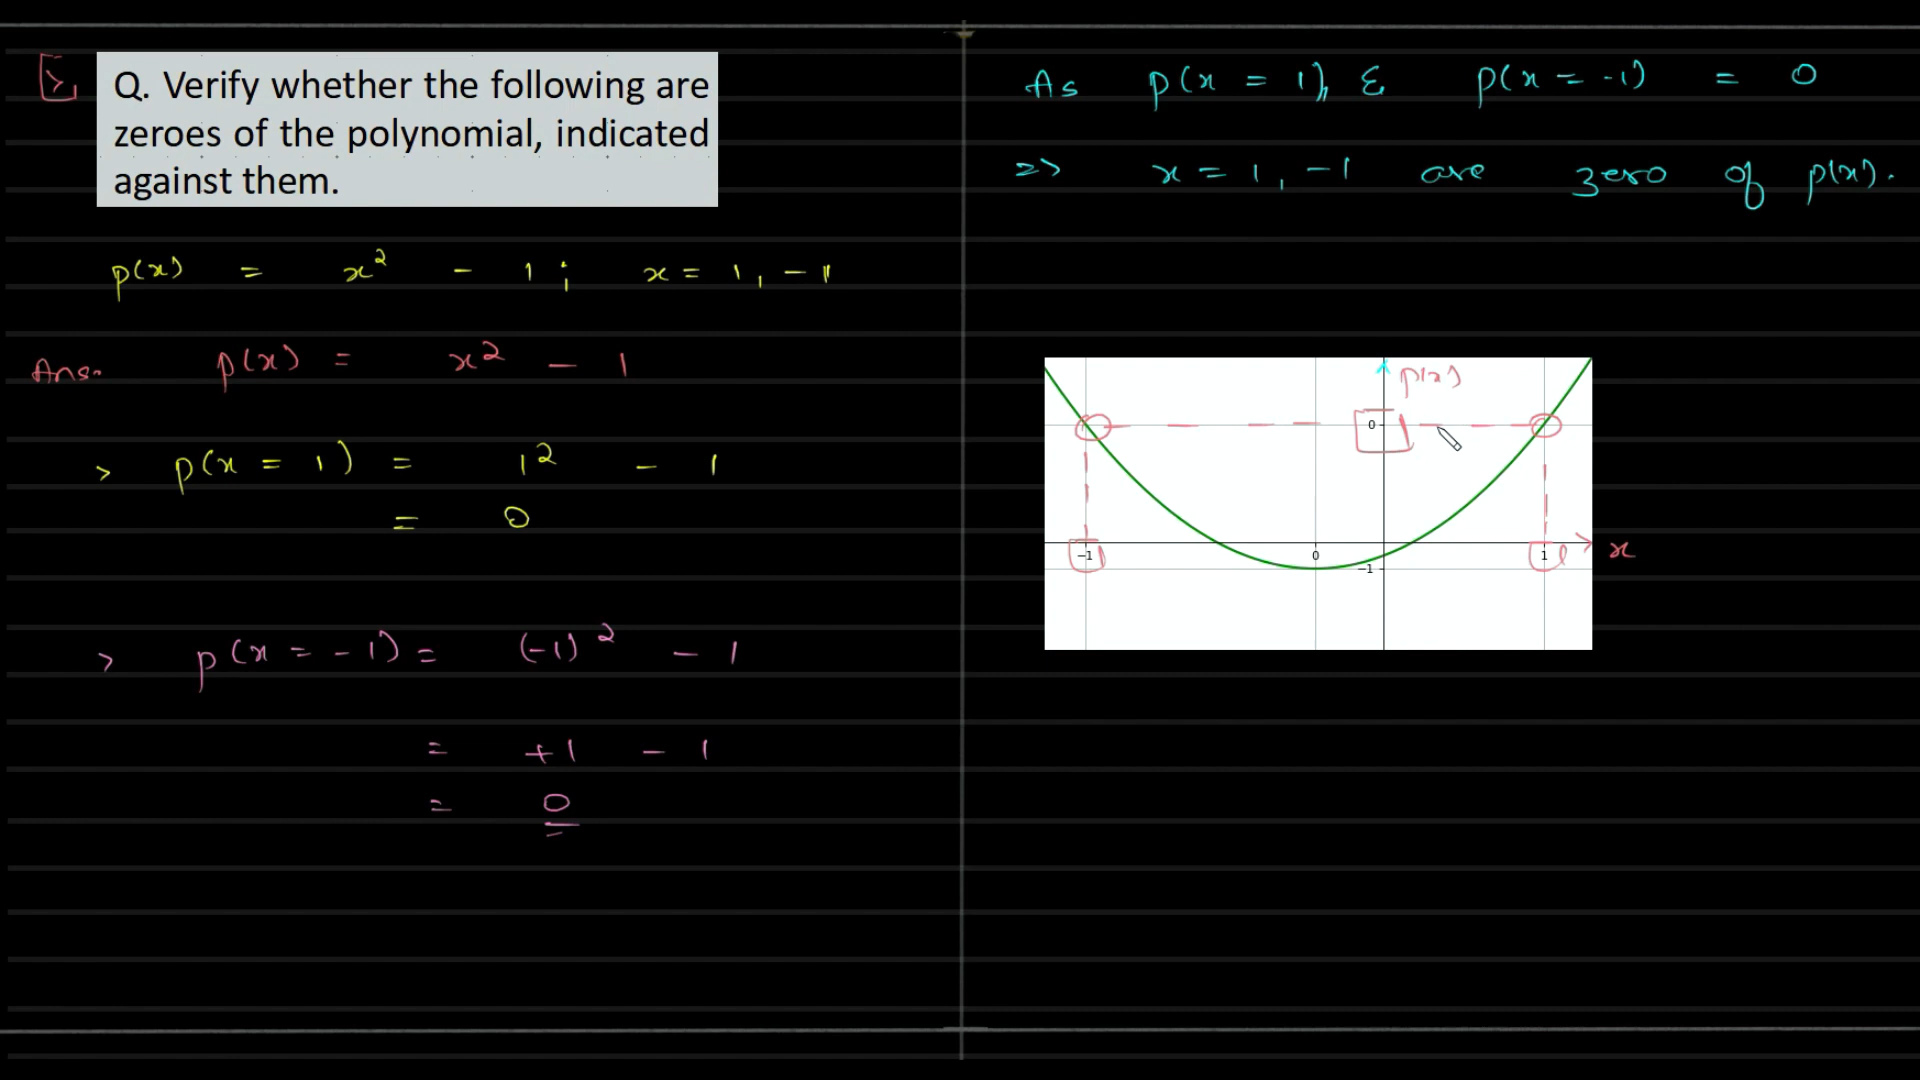 Q. Verify whether the following are
zeroes of the polynomial, indicated
against them.
p(x) = x² - 1 ; x = 1, -1
Ans. p(x) = x² - 1
> p(x = 1) = 1² - 1
= 0
> p(x = -1) = (-1)² - 1
= +1 - 1
= 0
As p(x = 1), & p(x = -1) = 0
=> x = 1, -1 are zero of p(x).
p(x)
0
-1 0 1 x
-1